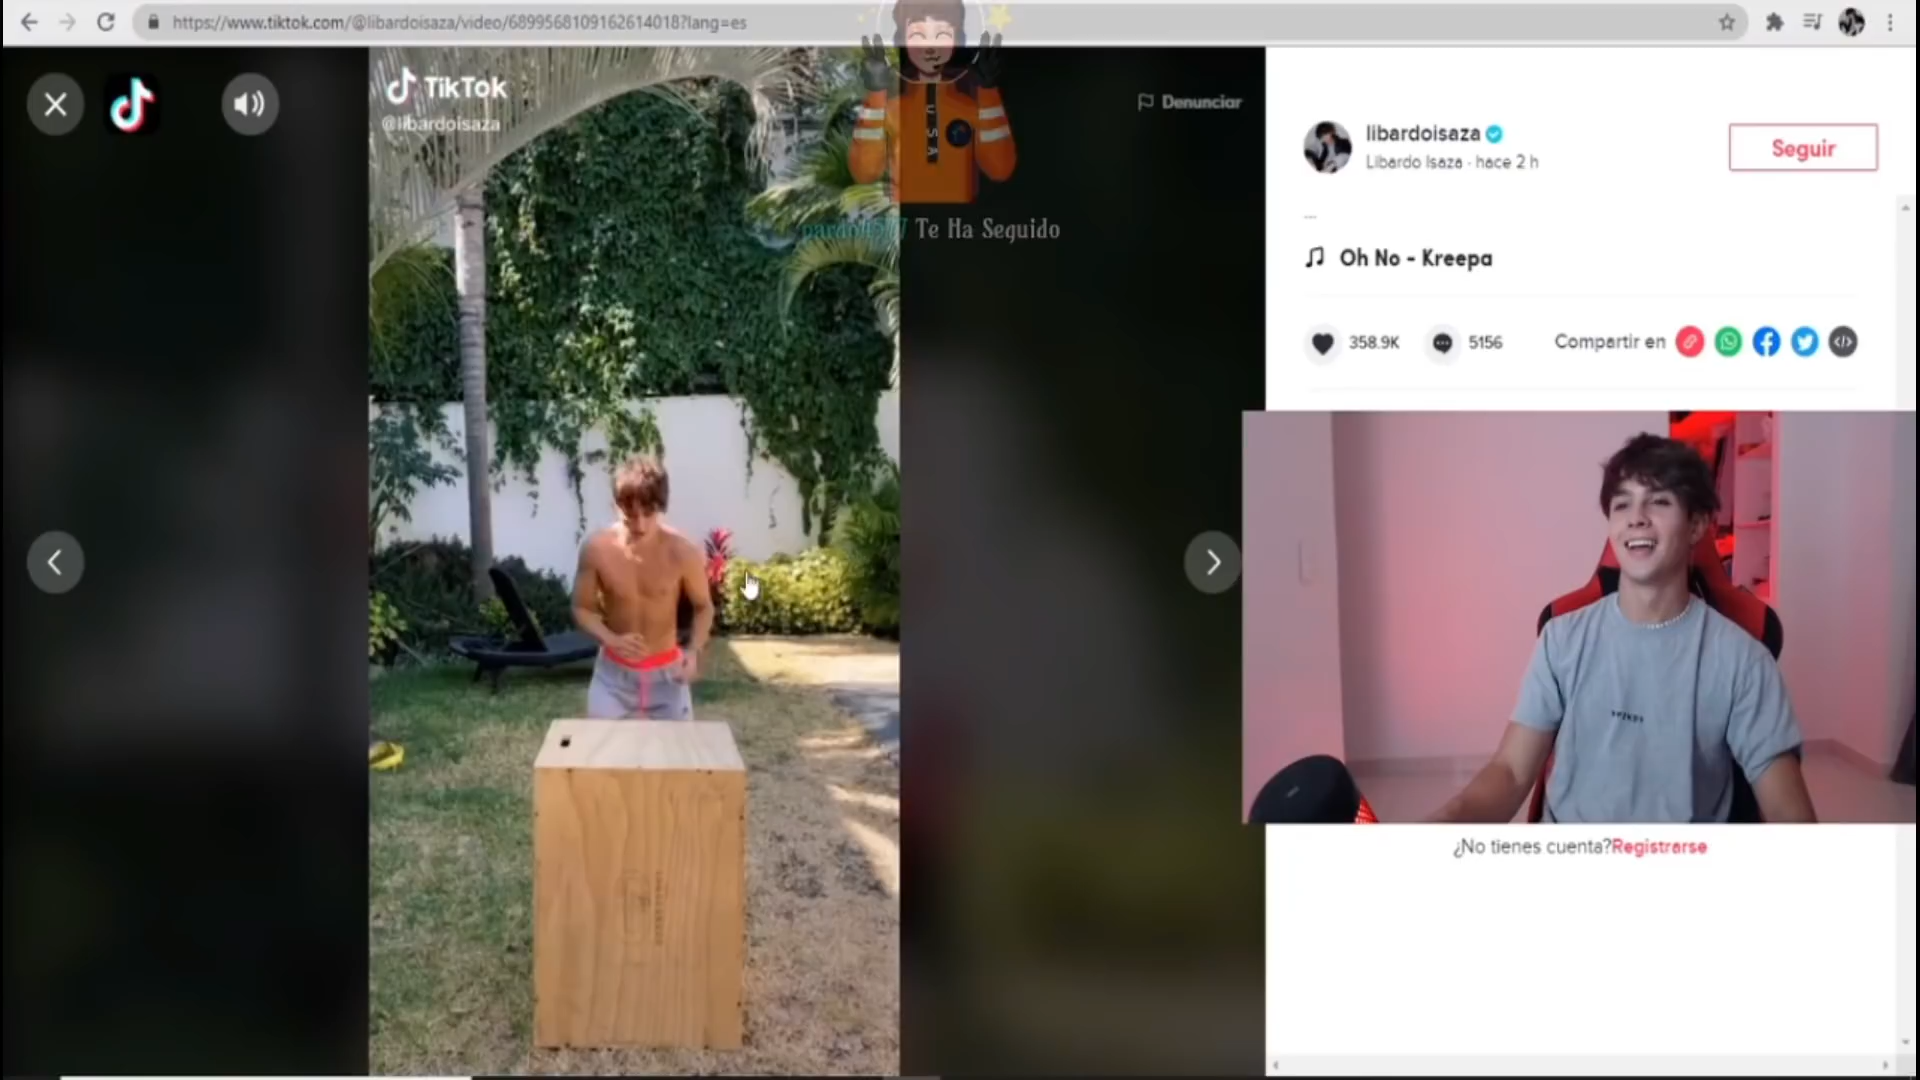 https://www.tiktok.com/@libardoisaza/video/6899568109162614018?lang=es
TikTok
@libardoisaza
Denunciar
USA
Te Ha Seguido
libardoisaza
Libardo Isaza · hace 2 h
Seguir
...
Oh No - Kreepa
358.9K
5156
Compartir en
¿No tienes cuenta?Registrarse